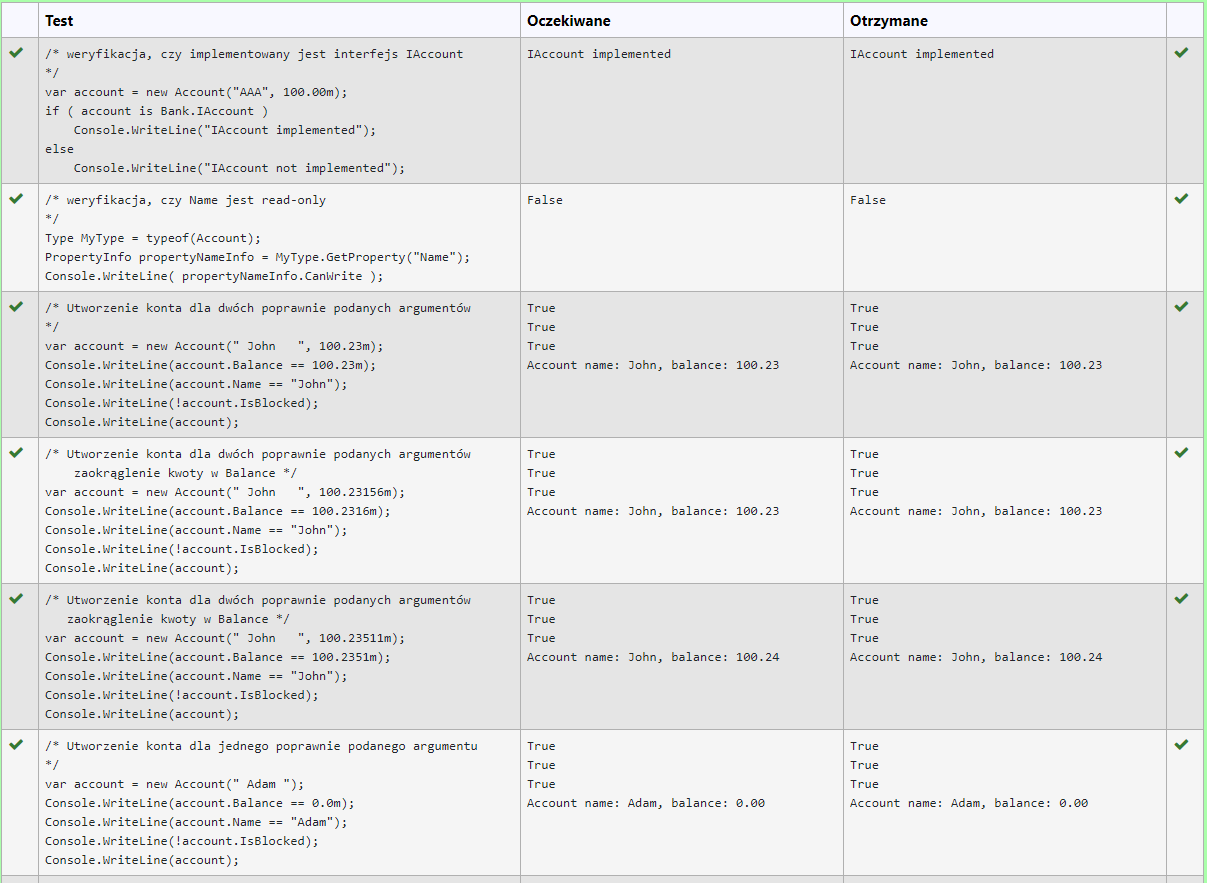 Test Oczekiwane Otrzymane
/* weryfikacja, czy implementowany jest interfejs IAccount
*/
var account = new Account("AAA", 100.00m);
if ( account is Bank.IAccount )
    Console.WriteLine("IAccount implemented");
else
    Console.WriteLine("IAccount not implemented");
IAccount implemented
IAccount implemented
/* weryfikacja, czy Name jest read-only
*/
Type MyType = typeof(Account);
PropertyInfo propertyNameInfo = MyType.GetProperty("Name");
Console.WriteLine( propertyNameInfo.CanWrite );
False
False
/* Utworzenie konta dla dwóch poprawnie podanych argumentów
*/
var account = new Account(" John   ", 100.23m);
Console.WriteLine(account.Balance == 100.23m);
Console.WriteLine(account.Name == "John");
Console.WriteLine(!account.IsBlocked);
Console.WriteLine(account);
True
True
True
Account name: John, balance: 100.23
True
True
True
Account name: John, balance: 100.23
/* Utworzenie konta dla dwóch poprawnie podanych argumentów
    zaokrąglenie kwoty w Balance */
var account = new Account(" John   ", 100.23156m);
Console.WriteLine(account.Balance == 100.2316m);
Console.WriteLine(account.Name == "John");
Console.WriteLine(!account.IsBlocked);
Console.WriteLine(account);
True
True
True
Account name: John, balance: 100.23
True
True
True
Account name: John, balance: 100.23
/* Utworzenie konta dla dwóch poprawnie podanych argumentów
   zaokrąglenie kwoty w Balance */
var account = new Account(" John   ", 100.23511m);
Console.WriteLine(account.Balance == 100.2351m);
Console.WriteLine(account.Name == "John");
Console.WriteLine(!account.IsBlocked);
Console.WriteLine(account);
True
True
True
Account name: John, balance: 100.24
True
True
True
Account name: John, balance: 100.24
/* Utworzenie konta dla jednego poprawnie podanego argumentu
*/
var account = new Account(" Adam ");
Console.WriteLine(account.Balance == 0.0m);
Console.WriteLine(account.Name == "Adam");
Console.WriteLine(!account.IsBlocked);
Console.WriteLine(account);
True
True
True
Account name: Adam, balance: 0.00
True
True
True
Account name: Adam, balance: 0.00